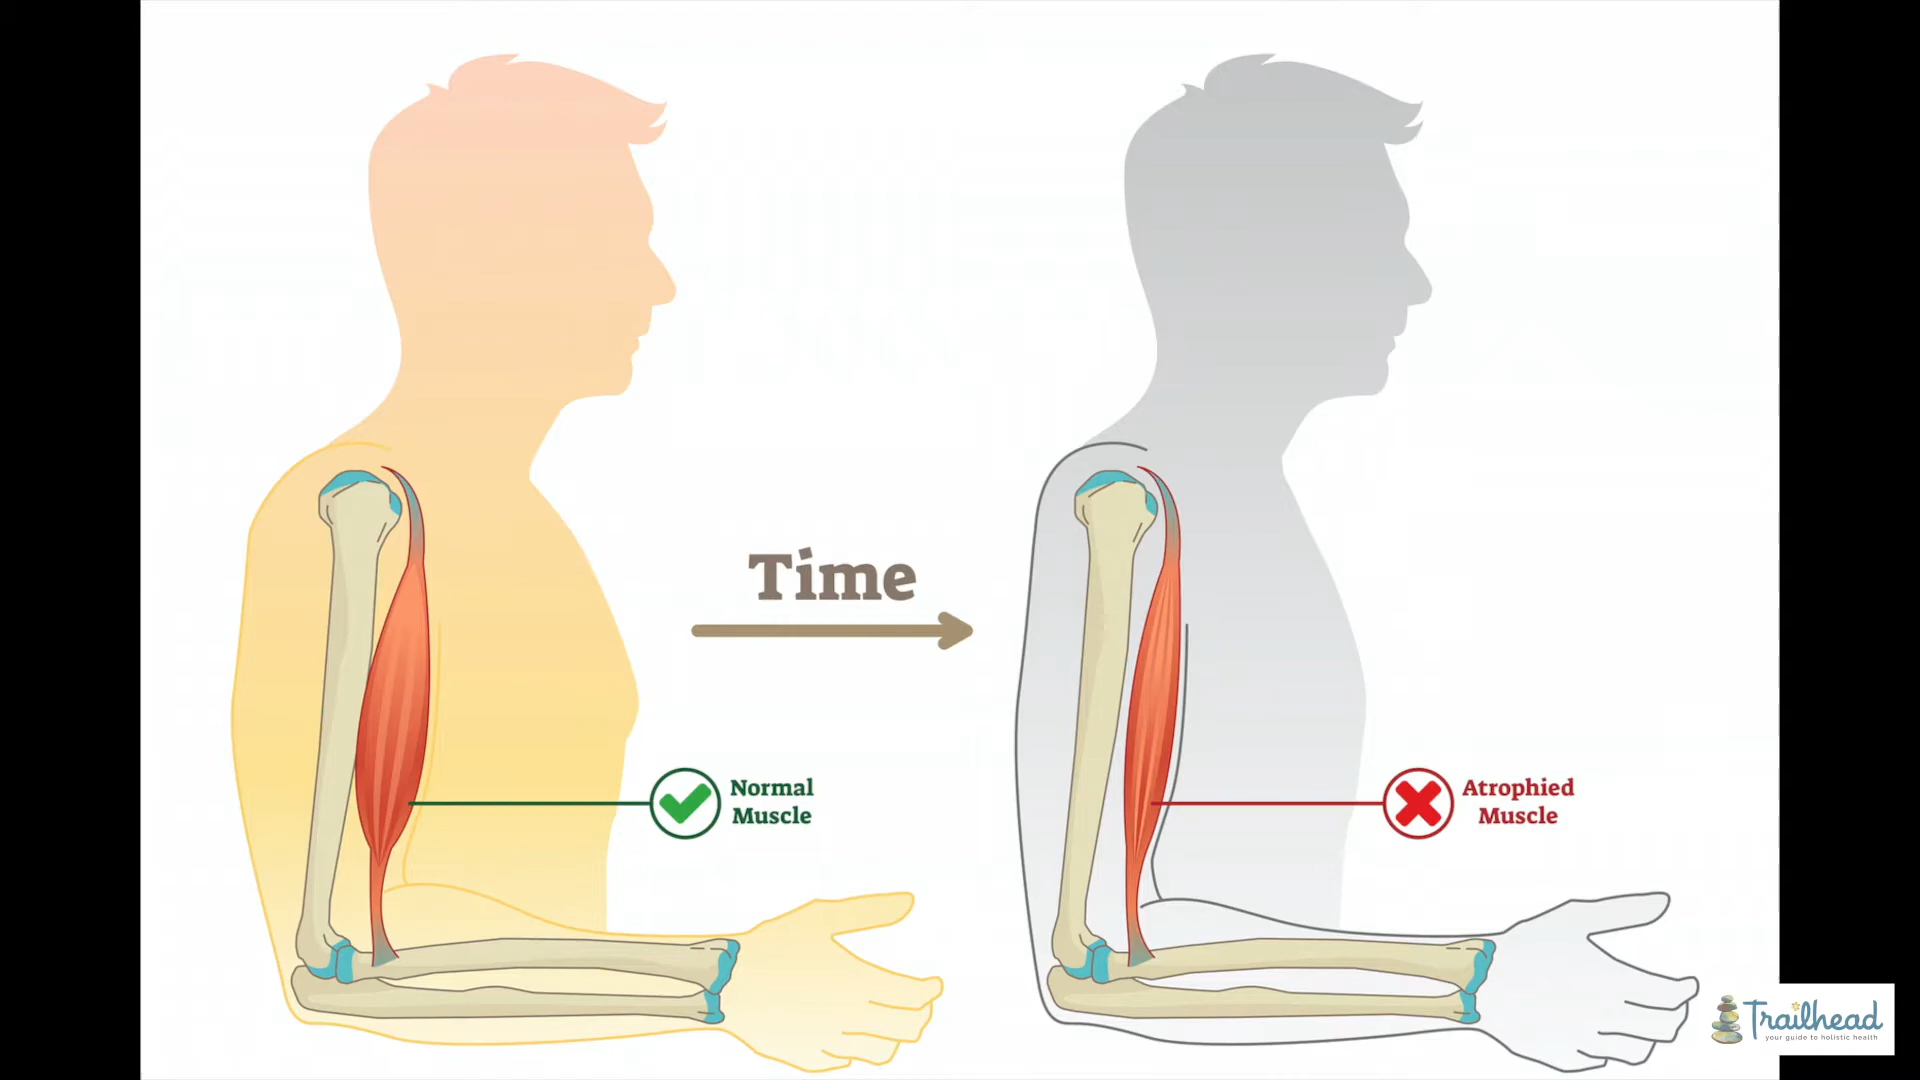 Time
Normal
Muscle
Atrophied
Muscle
Trailhead
your guide to holistic health